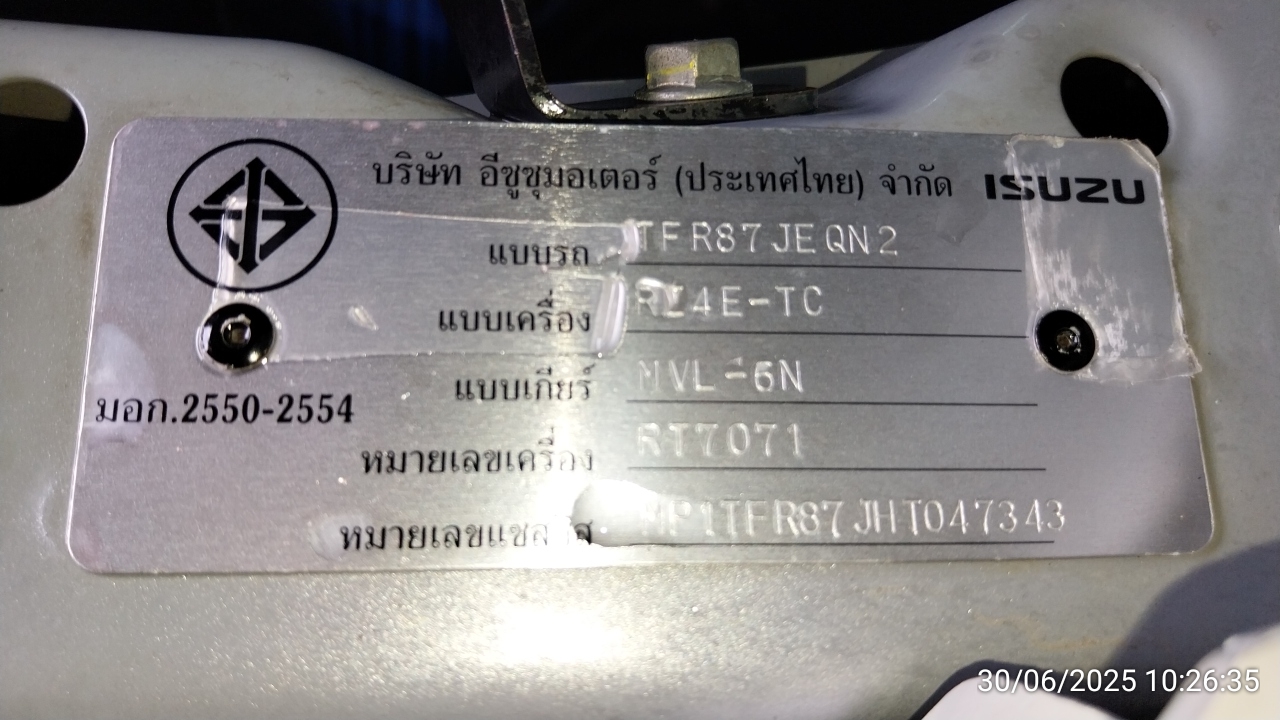 บริษัท อีซูซุมอเตอร์ (ประเทศไทย) จำกัด ISUZU
แบบรถ TFR87JEQN2
แบบเครื่อง RZ4E-TC
แบบเกียร์ MVL-6N
มอก.2550-2554
หมายเลขเครื่อง RT7071
หมายเลขแชสซีส MP1TFR87JHT047343
30/06/2025 10:26:35